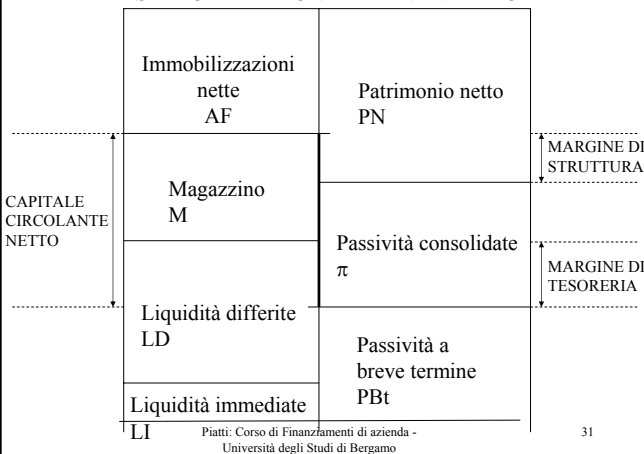 Immobilizzazioni
nette
AF
Patrimonio netto
PN
MARGINE DI
STRUTTURA
Magazzino
M
CAPITALE
CIRCOLANTE
NETTO
Passività consolidate
π
MARGINE DI
TESORERIA
Liquidità differite
LD
Passività a
breve termine
PBt
Liquidità immediate
LI
Piatti: Corso di Finanziamenti di azienda -
Università degli Studi di Bergamo
31